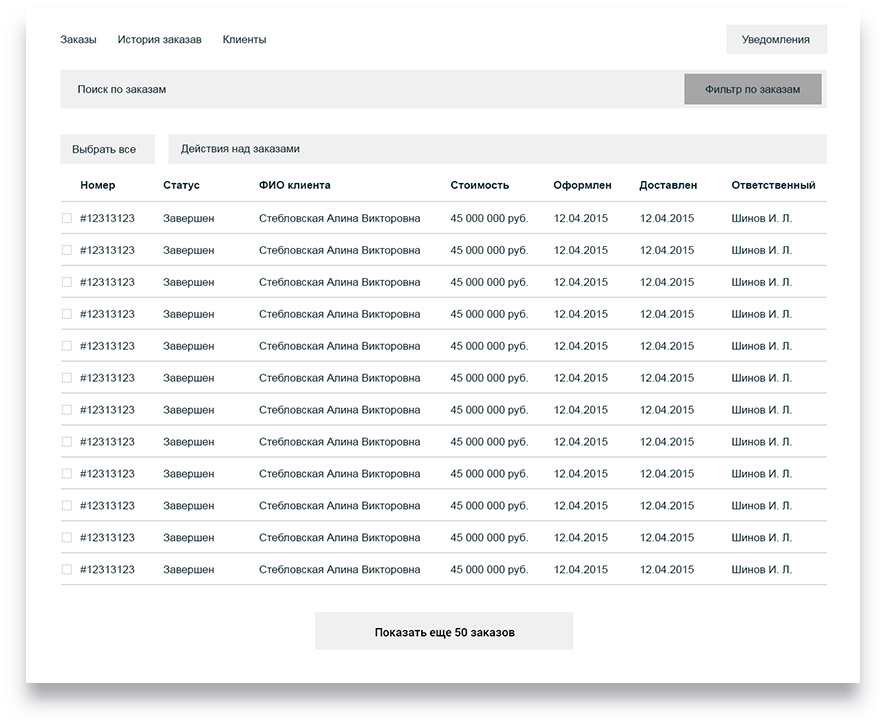 Заказы История заказав Клиенты Уведомления
Поиск по заказам Фильтр по заказам
Выбрать все Действия над заказами
Номер Статус ФИО клиента Стоимость Оформлен Доставлен Ответственный
#12313123 Завершен Стебловская Алина Викторовна 45 000 000 руб. 12.04.2015 12.04.2015 Шинов И. Л.
#12313123 Завершен Стебловская Алина Викторовна 45 000 000 руб. 12.04.2015 12.04.2015 Шинов И. Л.
#12313123 Завершен Стебловская Алина Викторовна 45 000 000 руб. 12.04.2015 12.04.2015 Шинов И. Л.
#12313123 Завершен Стебловская Алина Викторовна 45 000 000 руб. 12.04.2015 12.04.2015 Шинов И. Л.
#12313123 Завершен Стебловская Алина Викторовна 45 000 000 руб. 12.04.2015 12.04.2015 Шинов И. Л.
#12313123 Завершен Стебловская Алина Викторовна 45 000 000 руб. 12.04.2015 12.04.2015 Шинов И. Л.
#12313123 Завершен Стебловская Алина Викторовна 45 000 000 руб. 12.04.2015 12.04.2015 Шинов И. Л.
#12313123 Завершен Стебловская Алина Викторовна 45 000 000 руб. 12.04.2015 12.04.2015 Шинов И. Л.
#12313123 Завершен Стебловская Алина Викторовна 45 000 000 руб. 12.04.2015 12.04.2015 Шинов И. Л.
#12313123 Завершен Стебловская Алина Викторовна 45 000 000 руб. 12.04.2015 12.04.2015 Шинов И. Л.
#12313123 Завершен Стебловская Алина Викторовна 45 000 000 руб. 12.04.2015 12.04.2015 Шинов И. Л.
#12313123 Завершен Стебловская Алина Викторовна 45 000 000 руб. 12.04.2015 12.04.2015 Шинов И. Л.
Показать еще 50 заказов